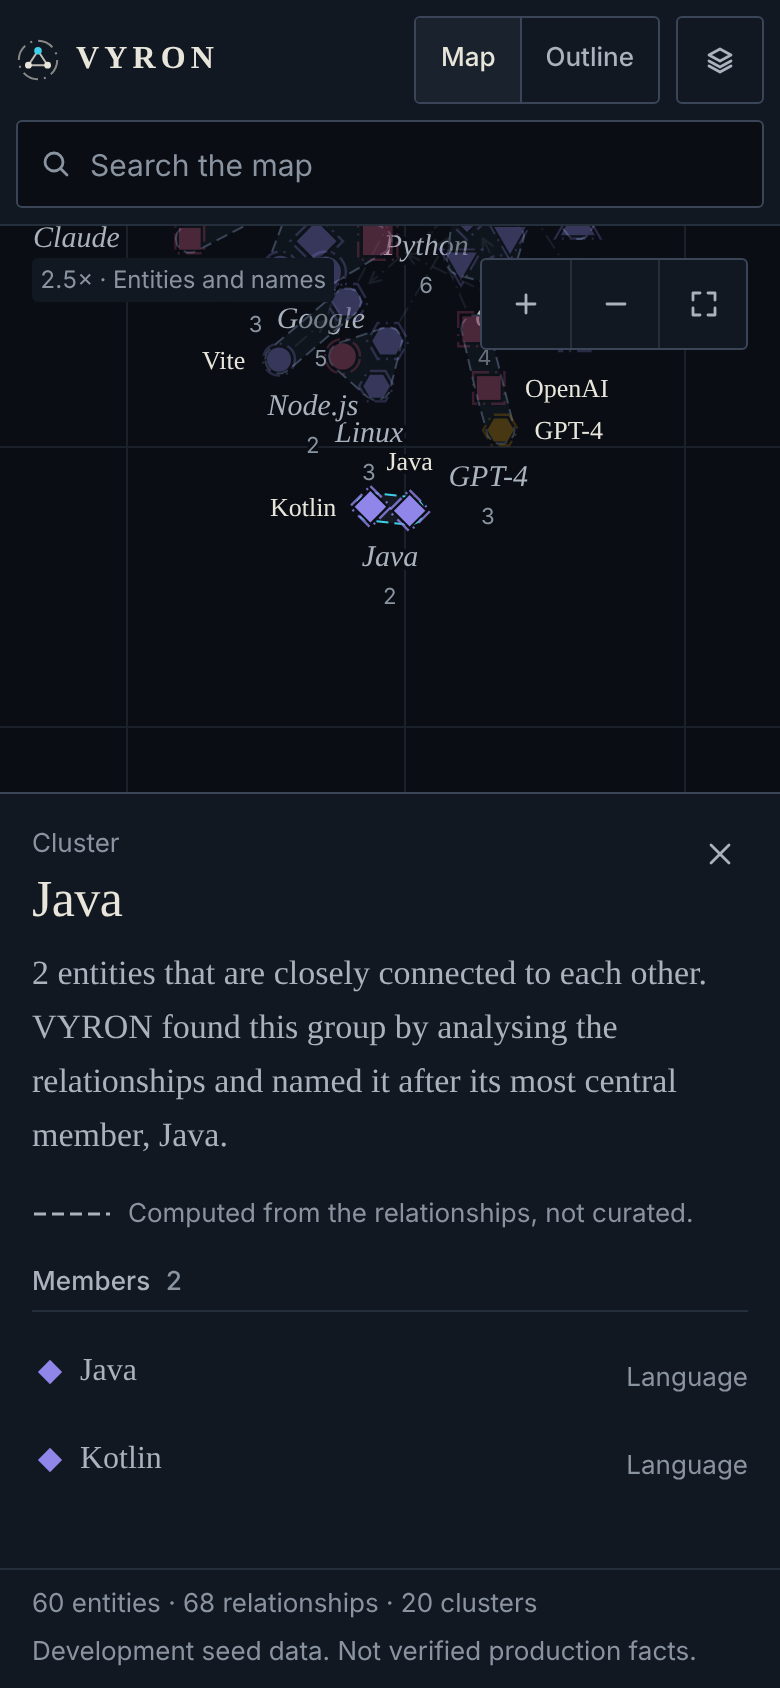 VYRON
Map
Outline
Search the map
Claude
Python
2.5× · Entities and names
6
3
Google
Vite
5
4
OpenAI
Node.js
GPT-4
2
Linux
Java
3
GPT-4
Kotlin
3
Java
2
Cluster
Java
2 entities that are closely connected to each other.
VYRON found this group by analysing the
relationships and named it after its most central
member, Java.
Computed from the relationships, not curated.
Members 2
Java
Language
Kotlin
Language
60 entities · 68 relationships · 20 clusters
Development seed data. Not verified production facts.